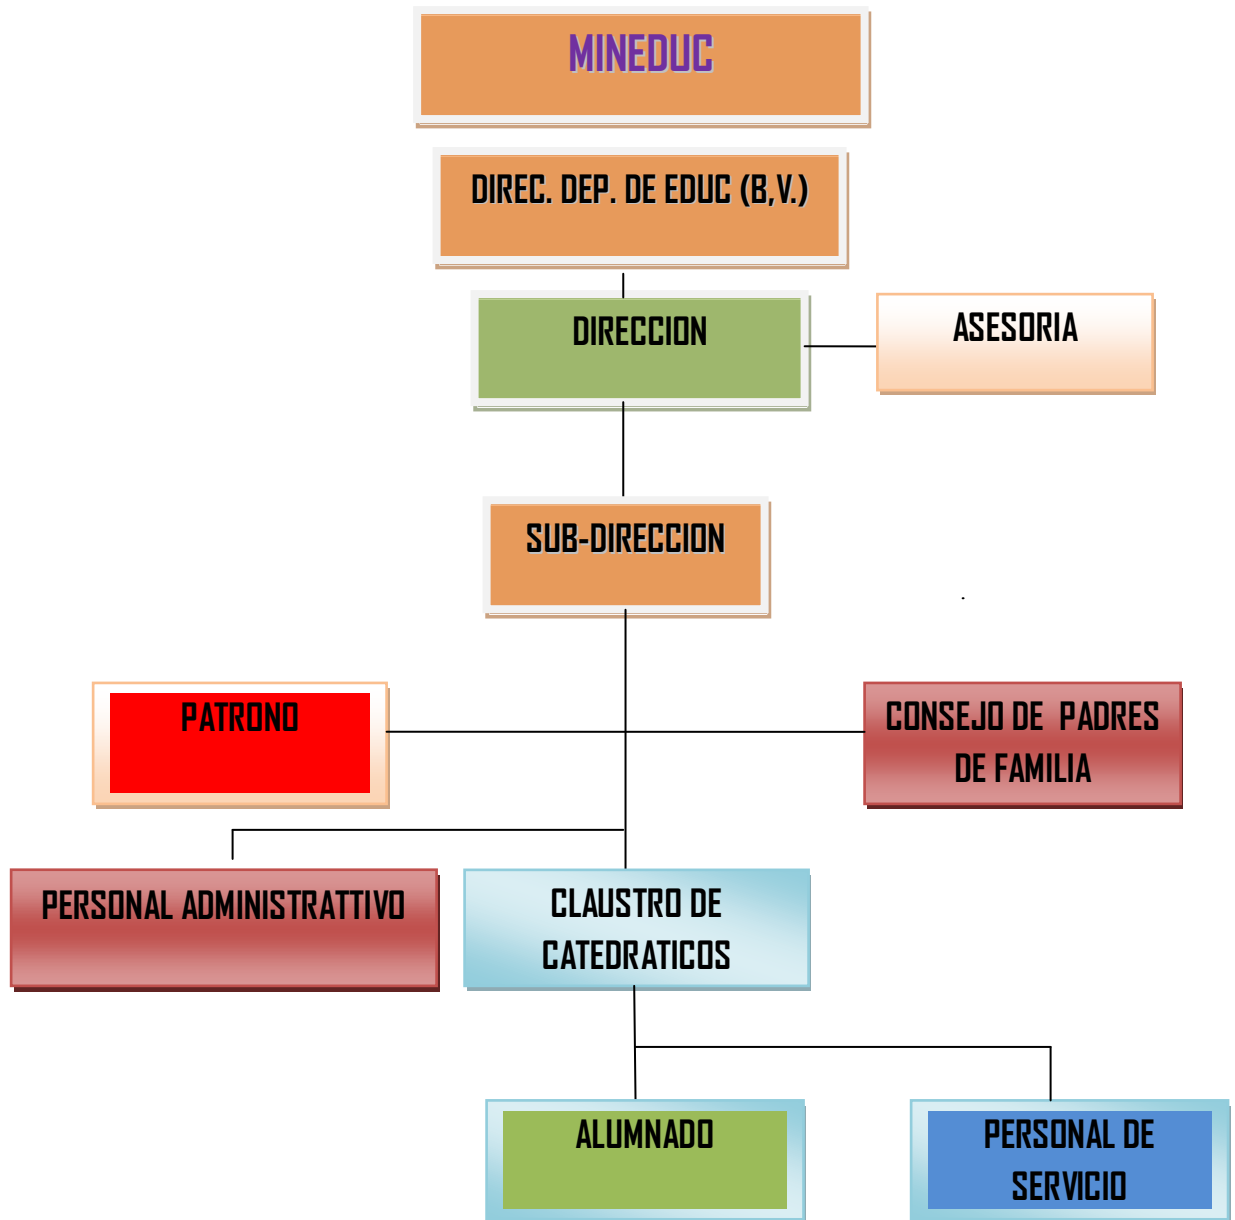 MINEDUC
DIREC. DEP. DE EDUC (B,V.)
DIRECCION
ASESORIA
SUB-DIRECCION
PATRONO
CONSEJO DE PADRES
DE FAMILIA
PERSONAL ADMINISTRATTIVO
CLAUSTRO DE
CATEDRATICOS
ALUMNADO
PERSONAL DE
SERVICIO